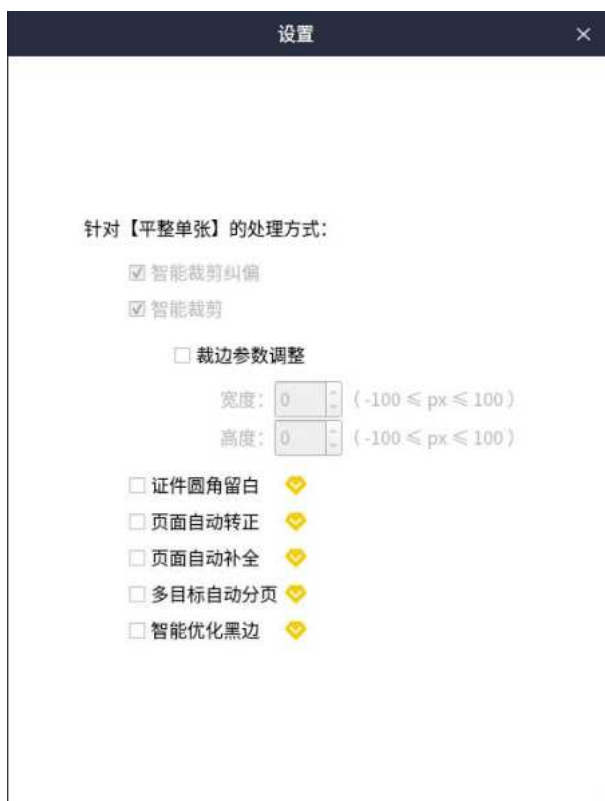 设置
针对【平整单张】的处理方式：
智能裁剪纠偏
智能裁剪
裁边参数调整
宽度： 0 （ -100 ≤ px ≤ 100 ）
高度： 0 （ -100 ≤ px ≤ 100 ）
证件圆角留白
页面自动转正
页面自动补全
多目标自动分页
智能优化黑边